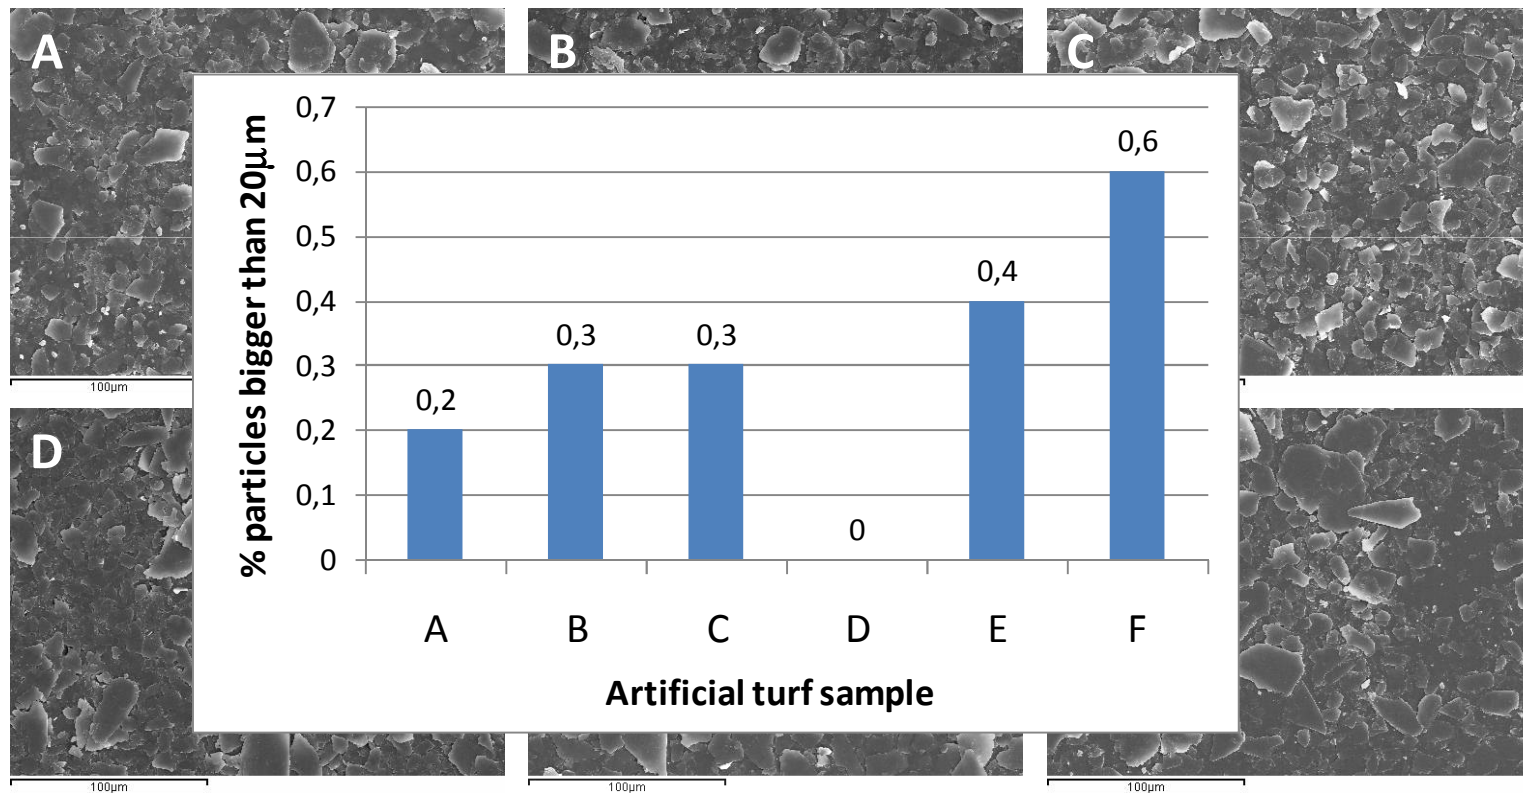 A
B
C
% particles bigger than 20µm
0,7
0,6
0,5
0,4
0,3
0,2
0,1
0
0,2
0,3
0,3
0
0,4
0,6
A B C D E F
Artificial turf sample
100µm
D
100µm
100µm
100µm